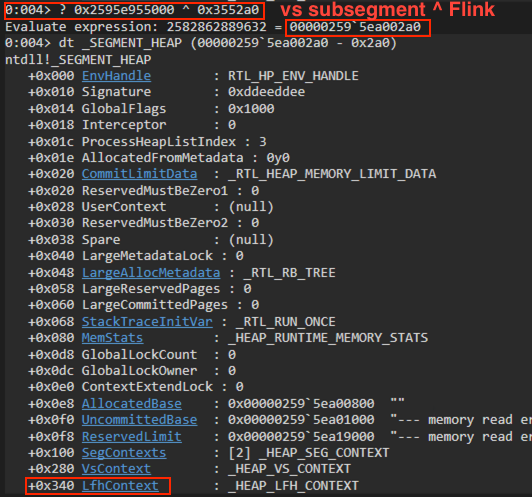 0:004> ? 0x2595e955000 ^ 0x3552a0 vs subsegment ^ Flink
Evaluate expression: 2582862889632 = 00000259`5ea002a0
0:004> dt _SEGMENT_HEAP (00000259`5ea002a0 - 0x2a0)
ntdll!_SEGMENT_HEAP
+0x000 EnvHandle : RTL_HP_ENV_HANDLE
+0x010 Signature : 0xddeeddee
+0x014 GlobalFlags : 0x1000
+0x018 Interceptor : 0
+0x01c ProcessHeapListIndex : 3
+0x01e AllocatedFromMetadata : 0y0
+0x020 CommitLimitData : _RTL_HEAP_MEMORY_LIMIT_DATA
+0x020 ReservedMustBeZero1 : 0
+0x028 UserContext : (null)
+0x030 ReservedMustBeZero2 : 0
+0x038 Spare : (null)
+0x040 LargeMetadataLock : 0
+0x048 LargeAllocMetadata : _RTL_RB_TREE
+0x058 LargeReservedPages : 0
+0x060 LargeCommittedPages : 0
+0x068 StackTraceInitVar : _RTL_RUN_ONCE
+0x080 MemStats : _HEAP_RUNTIME_MEMORY_STATS
+0x0d8 GlobalLockCount : 0
+0x0dc GlobalLockOwner : 0
+0x0e0 ContextExtendLock : 0
+0x0e8 AllocatedBase : 0x00000259`5ea00800 ""
+0x0f0 UncommittedBase : 0x00000259`5ea01000 "--- memory read er
+0x0f8 ReservedLimit : 0x00000259`5ea19000 "--- memory read er
+0x100 SegContexts : [2] _HEAP_SEG_CONTEXT
+0x280 VsContext : _HEAP_VS_CONTEXT
+0x340 LfhContext : _HEAP_LFH_CONTEXT